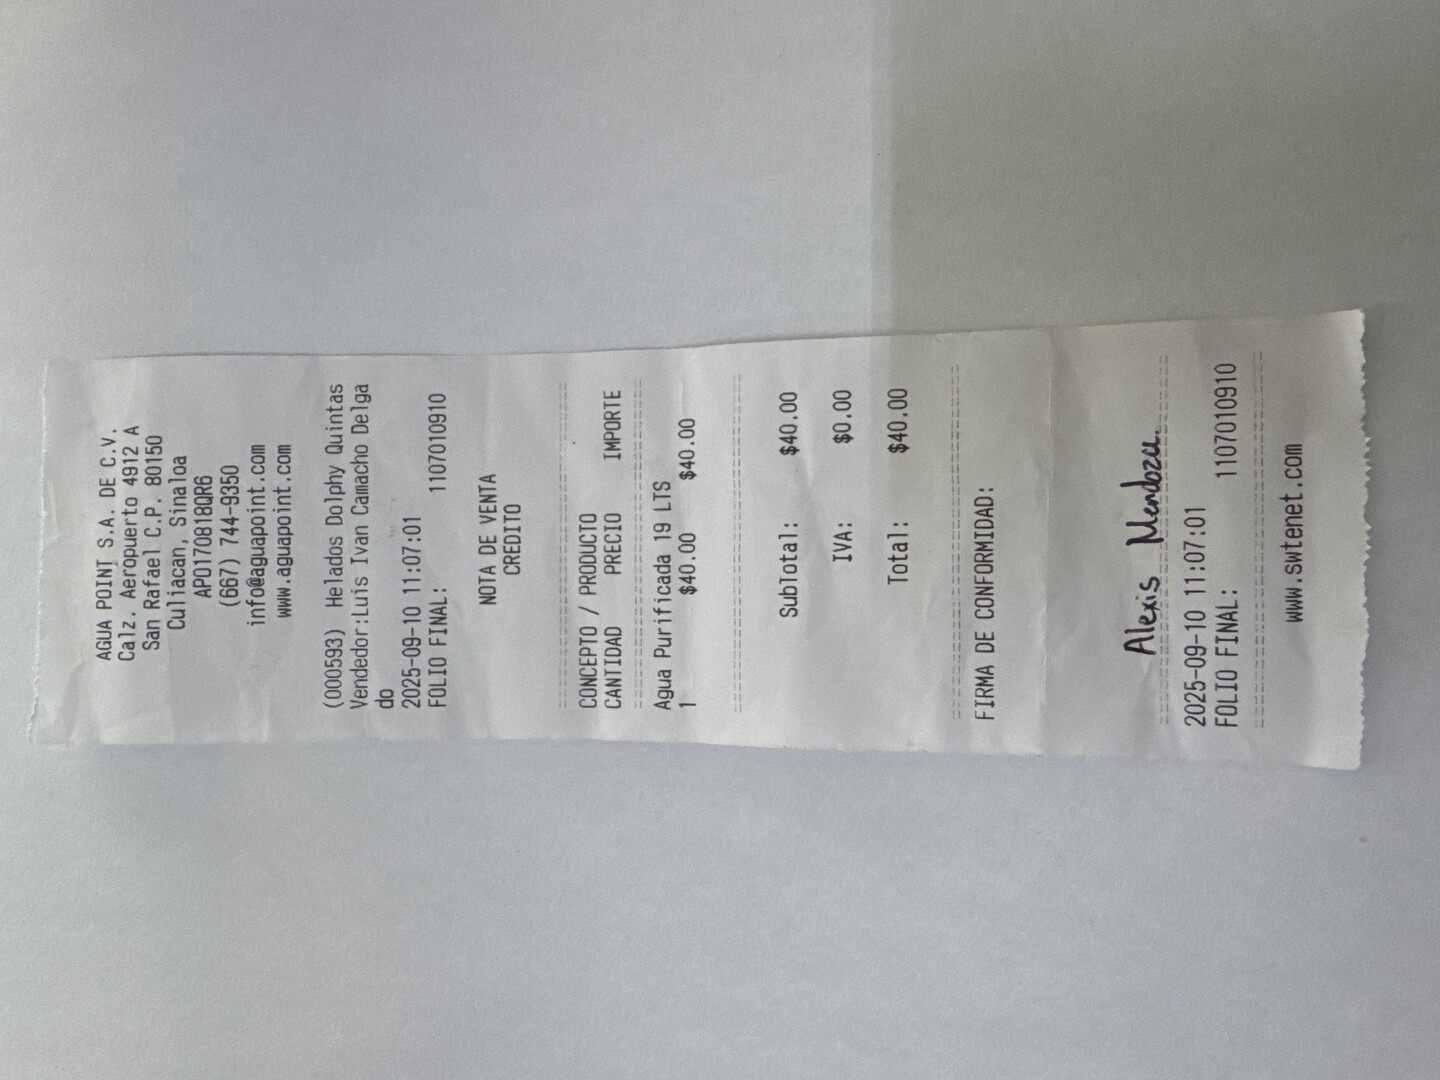 AGUA POINT S.A. DE C.V.
Calz. Aeropuerto 4912 A
San Rafael C.P. 80150
Culiacan, Sinaloa
APO170818QR6
(667) 744-9350
info@aguapoint.com
www.aguapoint.com
(000593) Helados Dolphy Quintas
Vendedor:Luis Ivan Camacho Delga
do
2025-09-10 11:07:01
FOLIO FINAL: 1107010910
NOTA DE VENTA
CREDITO
CONCEPTO / PRODUCTO
CANTIDAD PRECIO IMPORTE
Agua Purificada 19 LTS
1 $40.00 $40.00
SubTotal: $40.00
IVA: $0.00
Total: $40.00
FIRMA DE CONFORMIDAD:
Alexis Mendoza.
2025-09-10 11:07:01
FOLIO FINAL: 1107010910
www.swtenet.com